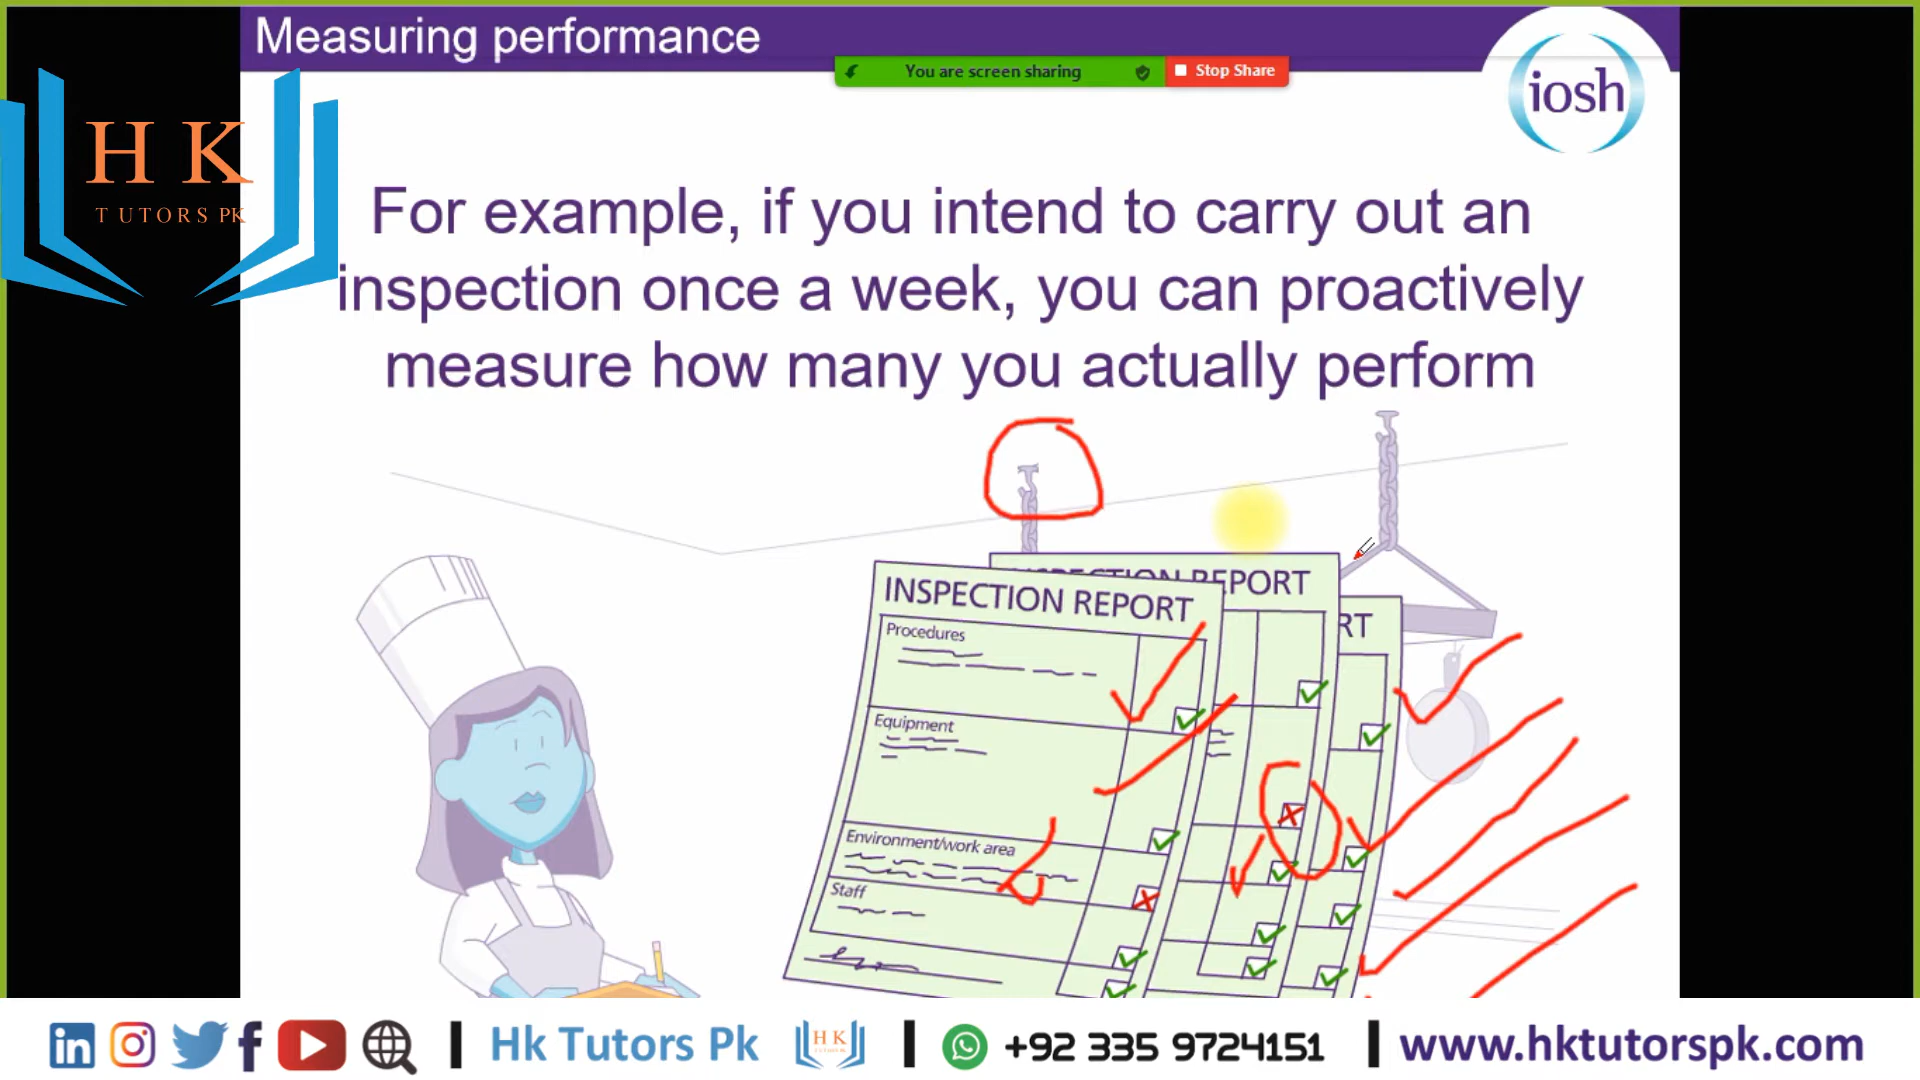 Measuring performance
You are screen sharing
Stop Share
iosh
H K
TUTORS PK
For example, if you intend to carry out an
inspection once a week, you can proactively
measure how many you actually perform
INSPECTION REPORT
REPORT
RT
Procedures
Equipment
Environment/work area
Staff
Hk Tutors Pk
H K
+92 335 9724151
www.hktutorspk.com